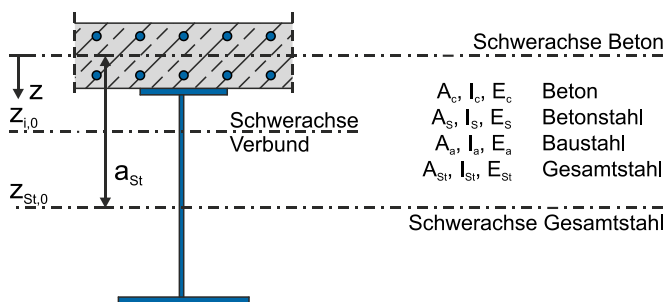 Schwerachse Beton
z
A_c, I_c, E_c Beton
z_{i,0}
A_S, I_S, E_S Betonstahl
Schwerachse
Verbund
A_a, I_a, E_a Baustahl
a_{St}
A_{St}, I_{St}, E_{St} Gesamtstahl
z_{St,0}
Schwerachse Gesamtstahl